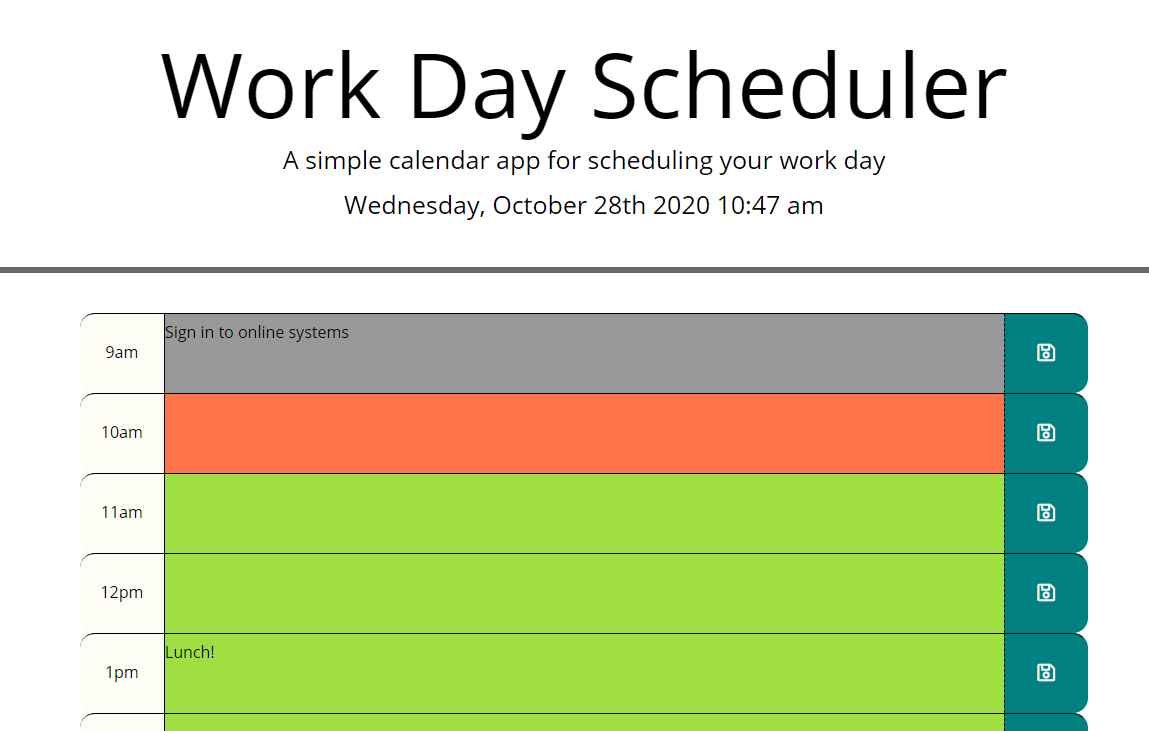 Work Day Scheduler
A simple calendar app for scheduling your work day
Wednesday, October 28th 2020 10:47 am
9am
Sign in to online systems
10am
11am
12pm
1pm
Lunch!